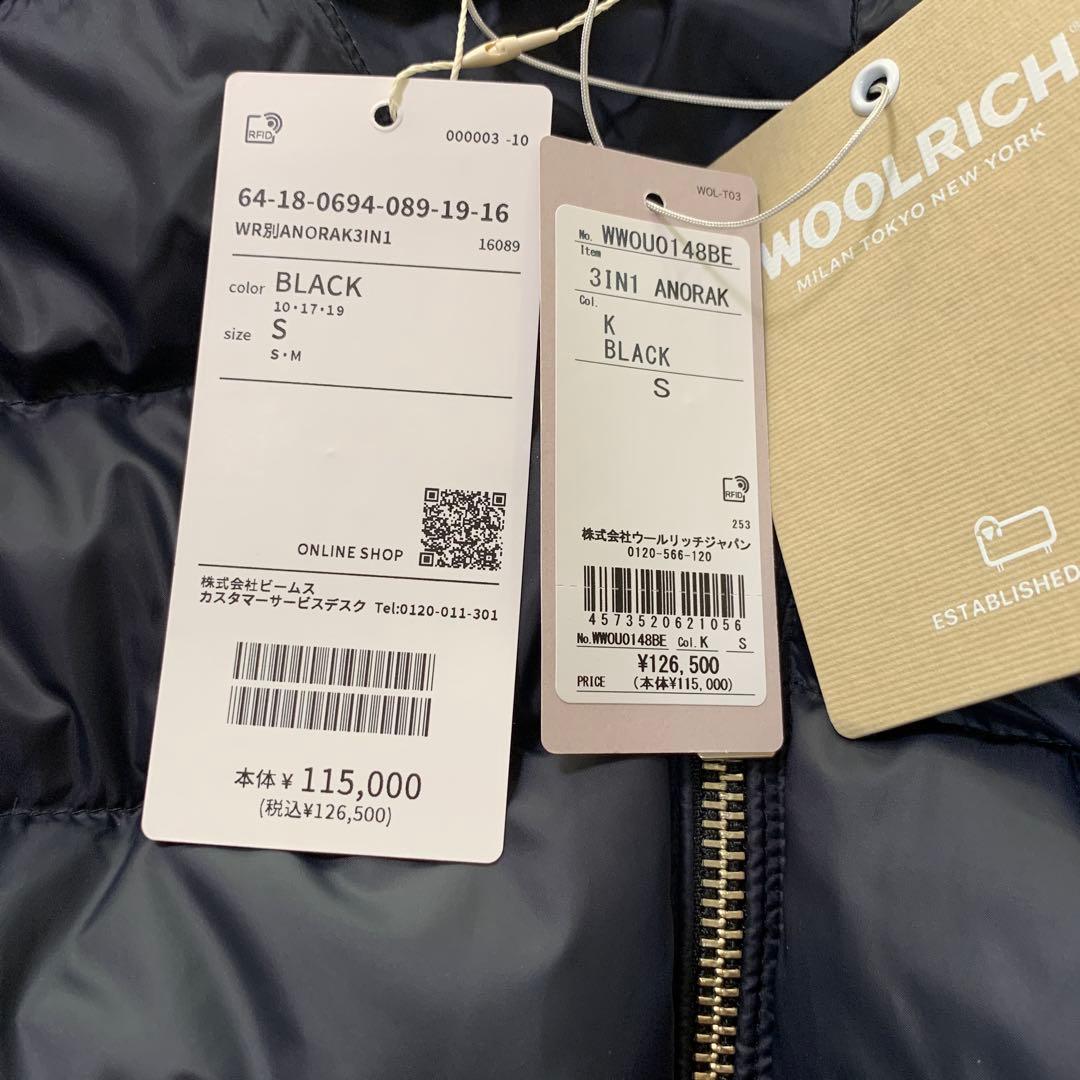 RFID
000003 -10
64-18-0694-089-19-16
WR別ANORAK3IN1
16089
color BLACK
10・17・19
size S
S・M
ONLINE SHOP
株式会社ビームス
カスタマーサービスデスク Tel:0120-011-301
本体¥ 115,000
(税込¥126,500)
WOL-T03
No. WWOU0148BE
Item
3IN1 ANORAK
Col.
K
BLACK
S
RFID
253
株式会社ウールリッチジャパン
0120-566-120
4573520621056
No.WWOU0148BE Col.K S
¥126,500
PRICE (本体¥115,000)
WOOLRICH
MILAN TOKYO NEW YORK
ESTABLISHED